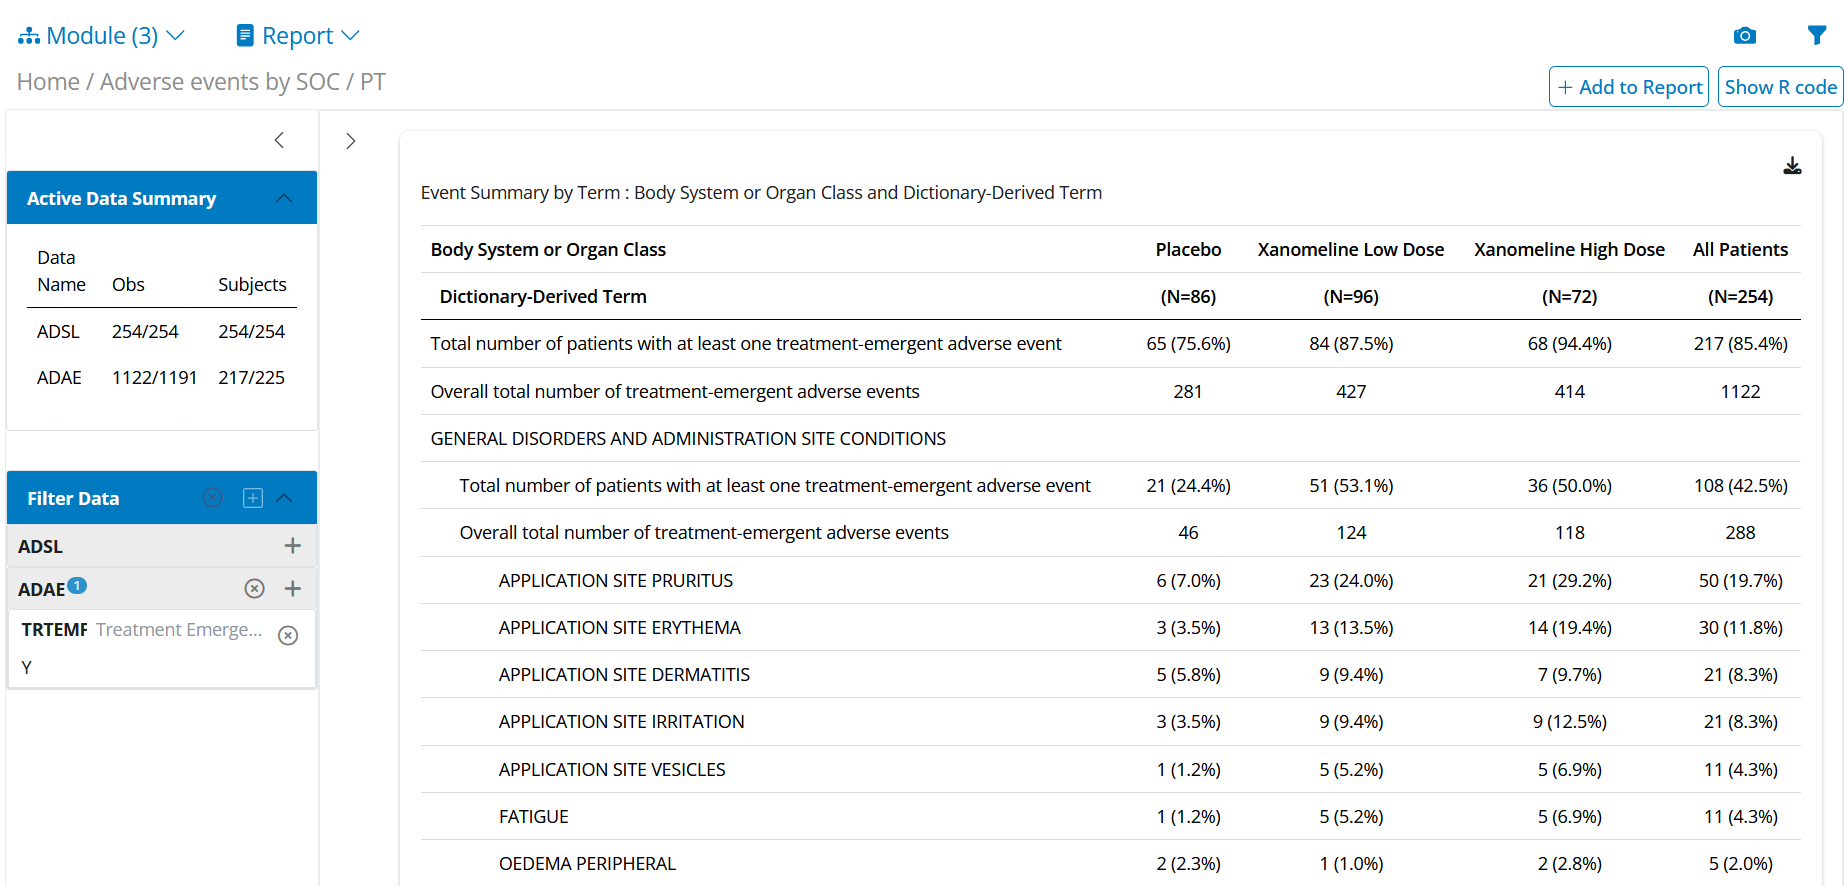 Module (3)
Report
Home / Adverse events by SOC / PT
+ Add to Report
Show R code
Active Data Summary
Data
Name Obs Subjects
ADSL 254/254 254/254
ADAE 1122/1191 217/225
Filter Data
ADSL
ADAE 1
TRTEMF Treatment Emerge...
Y
Event Summary by Term : Body System or Organ Class and Dictionary-Derived Term
Body System or Organ Class Placebo Xanomeline Low Dose Xanomeline High Dose All Patients
Dictionary-Derived Term (N=86) (N=96) (N=72) (N=254)
Total number of patients with at least one treatment-emergent adverse event 65 (75.6%) 84 (87.5%) 68 (94.4%) 217 (85.4%)
Overall total number of treatment-emergent adverse events 281 427 414 1122
GENERAL DISORDERS AND ADMINISTRATION SITE CONDITIONS
Total number of patients with at least one treatment-emergent adverse event 21 (24.4%) 51 (53.1%) 36 (50.0%) 108 (42.5%)
Overall total number of treatment-emergent adverse events 46 124 118 288
APPLICATION SITE PRURITUS 6 (7.0%) 23 (24.0%) 21 (29.2%) 50 (19.7%)
APPLICATION SITE ERYTHEMA 3 (3.5%) 13 (13.5%) 14 (19.4%) 30 (11.8%)
APPLICATION SITE DERMATITIS 5 (5.8%) 9 (9.4%) 7 (9.7%) 21 (8.3%)
APPLICATION SITE IRRITATION 3 (3.5%) 9 (9.4%) 9 (12.5%) 21 (8.3%)
APPLICATION SITE VESICLES 1 (1.2%) 5 (5.2%) 5 (6.9%) 11 (4.3%)
FATIGUE 1 (1.2%) 5 (5.2%) 5 (6.9%) 11 (4.3%)
OEDEMA PERIPHERAL 2 (2.3%) 1 (1.0%) 2 (2.8%) 5 (2.0%)